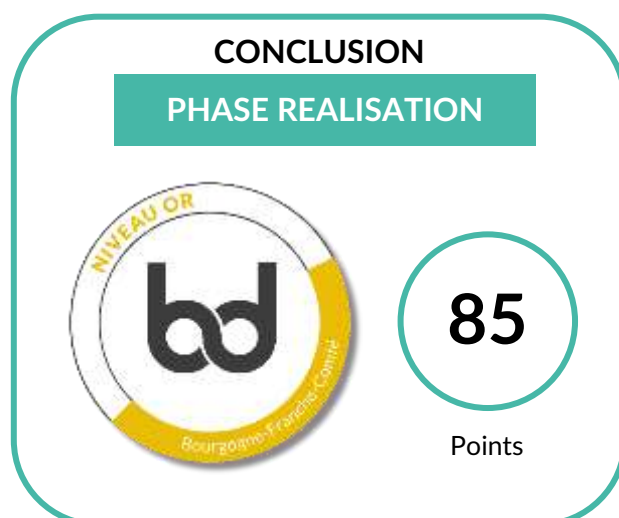 CONCLUSION
PHASE REALISATION
NIVEAU OR
bd
Bourgogne-Franche-Comté
85
Points